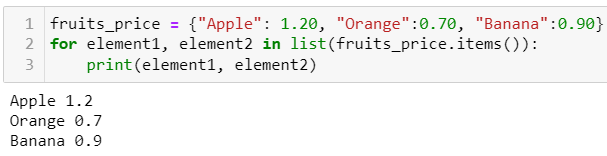 1 fruits_price = {"Apple": 1.20, "Orange":0.70, "Banana":0.90}
2 for element1, element2 in list(fruits_price.items()):
3     print(element1, element2)
Apple 1.2
Orange 0.7
Banana 0.9